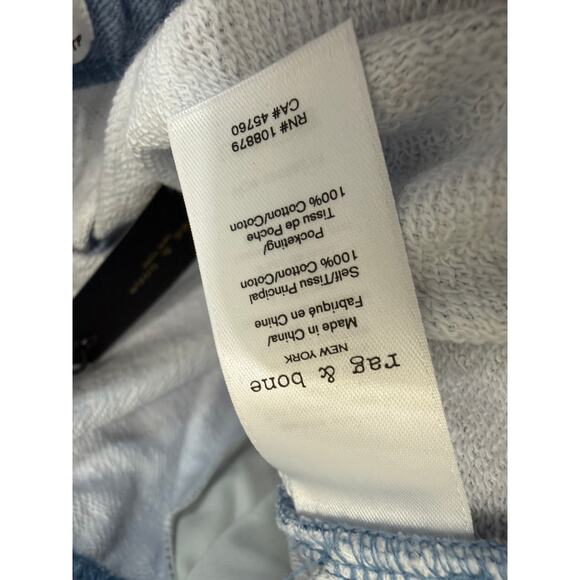 rag & bone
NEW YORK
Made in China/
Fabriqué en Chine
Self/Tissu Principal
100% Cotton/Coton
Pocketing/
Tissu de Poche
100% Cotton/Coton
RN# 108879
CA# 45760